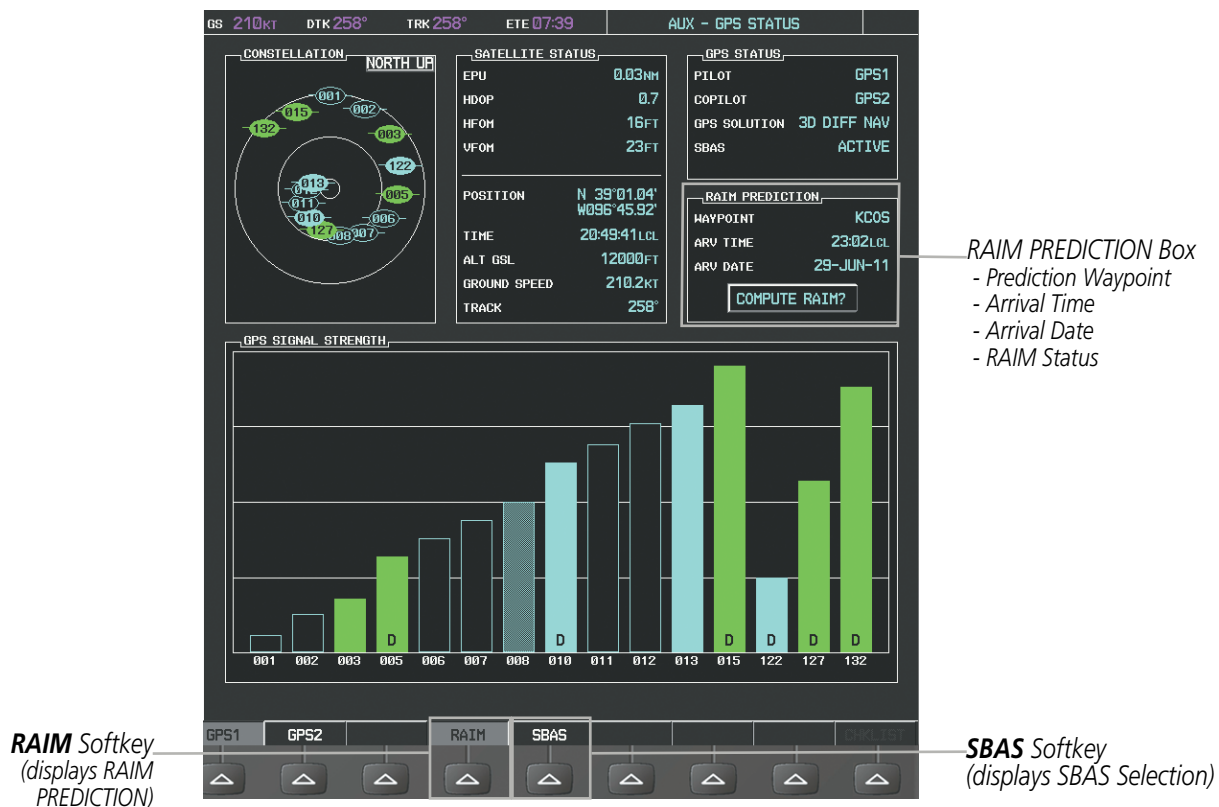 GS 210KT DTK 258° TRK 258° ETE 07:39 AUX - GPS STATUS
CONSTELLATION
NORTH UP
001
002
015
132
003
122
013
005
011
010
006
127
008
007
SATELLITE STATUS
EPU 0.03NM
HDOP 0.7
HFOM 16FT
VFOM 23FT
POSITION N 39°01.04'
W096°45.92'
TIME 20:49:41LCL
ALT GSL 12000FT
GROUND SPEED 210.2KT
TRACK 258°
GPS STATUS
PILOT GPS1
COPILOT GPS2
GPS SOLUTION 3D DIFF NAV
SBAS ACTIVE
RAIM PREDICTION
WAYPOINT KCOS
ARV TIME 23:02LCL
ARV DATE 29-JUN-11
COMPUTE RAIM?
RAIM PREDICTION Box
- Prediction Waypoint
- Arrival Time
- Arrival Date
- RAIM Status
GPS SIGNAL STRENGTH
D D D D D D
001 002 003 005 006 007 008 010 011 012 013 015 122 127 132
GPS1 GPS2 RAIM SBAS CHKLIST
RAIM Softkey
(displays RAIM
PREDICTION)
SBAS Softkey
(displays SBAS Selection)